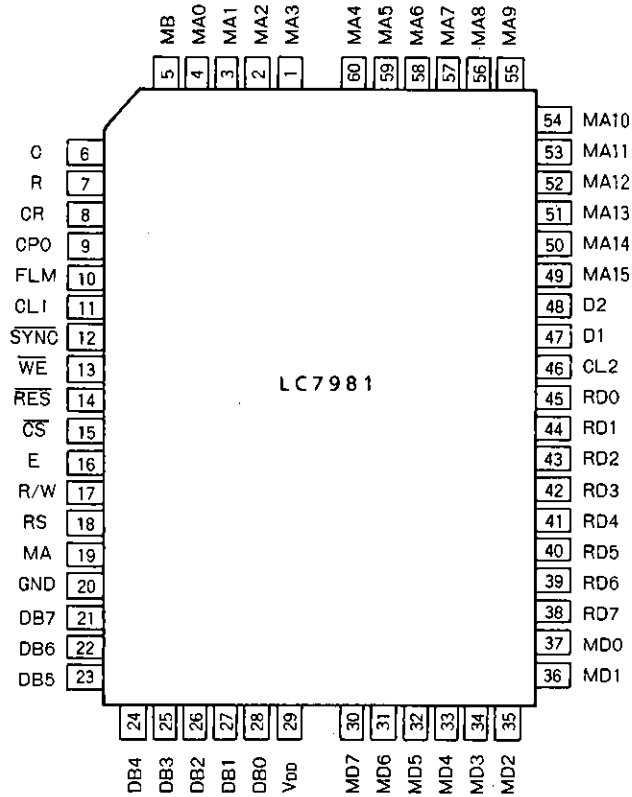 MB MA0 MA1 MA2 MA3 MA4 MA5 MA6 MA7 MA8 MA9
5 4 3 2 1 60 59 58 57 56 55
54 MA10
C 6 53 MA11
R 7 52 MA12
CR 8 51 MA13
CPO 9 50 MA14
FLM 10 49 MA15
CL1 11 48 D2
SYNC 12 47 D1
WE 13 46 CL2
LC7981
RES 14 45 RD0
CS 15 44 RD1
E 16 43 RD2
R/W 17 42 RD3
RS 18 41 RD4
MA 19 40 RD5
GND 20 39 RD6
DB7 21 38 RD7
DB6 22 37 MD0
DB5 23 36 MD1
24 25 26 27 28 29 30 31 32 33 34 35
DB4 DB3 DB2 DB1 DB0 VDD MD7 MD6 MD5 MD4 MD3 MD2